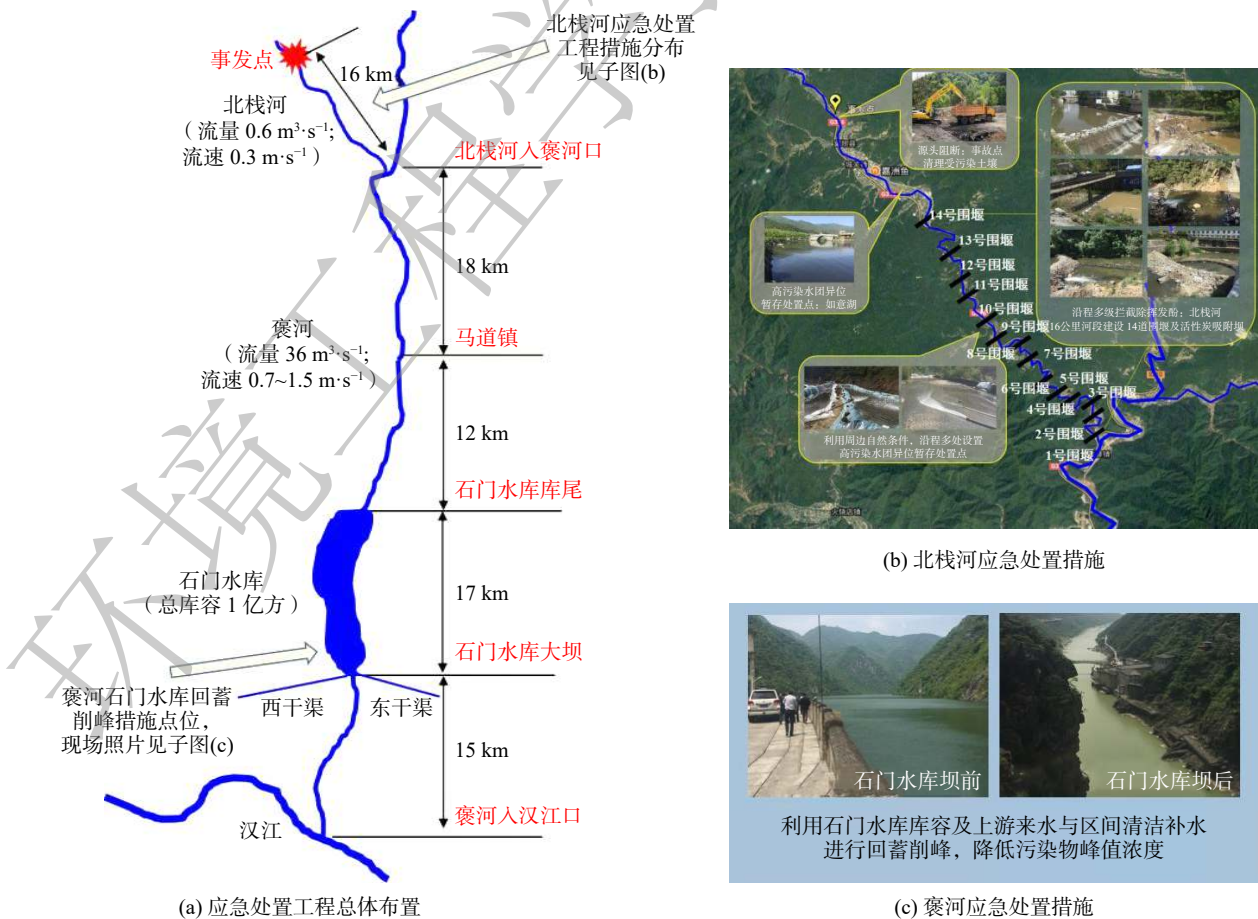 环境工程学
事发点
北栈河应急处置
工程措施分布
见子图(b)
16 km
北栈河
(流量 0.6 m³·s⁻¹;
流速 0.3 m·s⁻¹)
北栈河入褒河口
18 km
褒河
(流量 36 m³·s⁻¹;
流速 0.7~1.5 m·s⁻¹)
马道镇
12 km
石门水库库尾
石门水库
(总库容 1 亿方)
17 km
石门水库大坝
褒河石门水库回蓄
削峰措施点位,
现场照片见子图(c)
西干渠
东干渠
15 km
汉江
褒河入汉江口
(a) 应急处置工程总体布置
事发点
源头阻断:事故点
清理受污染土壤
14号围堰
13号围堰
12号围堰
11号围堰
10号围堰
9号围堰
8号围堰
7号围堰
6号围堰
5号围堰
4号围堰
3号围堰
2号围堰
1号围堰
高污染水团异位
暂存处置点:如意湖
沿程多级拦截除挥发酚:北栈河
16公里河段建设 14道围堰及活性炭吸附坝
利用周边自然条件,沿程多处设置
高污染水团异位暂存处置点
(b) 北栈河应急处置措施
石门水库坝前
石门水库坝后
利用石门水库库容及上游来水与区间清洁补水
进行回蓄削峰,降低污染物峰值浓度
(c) 褒河应急处置措施